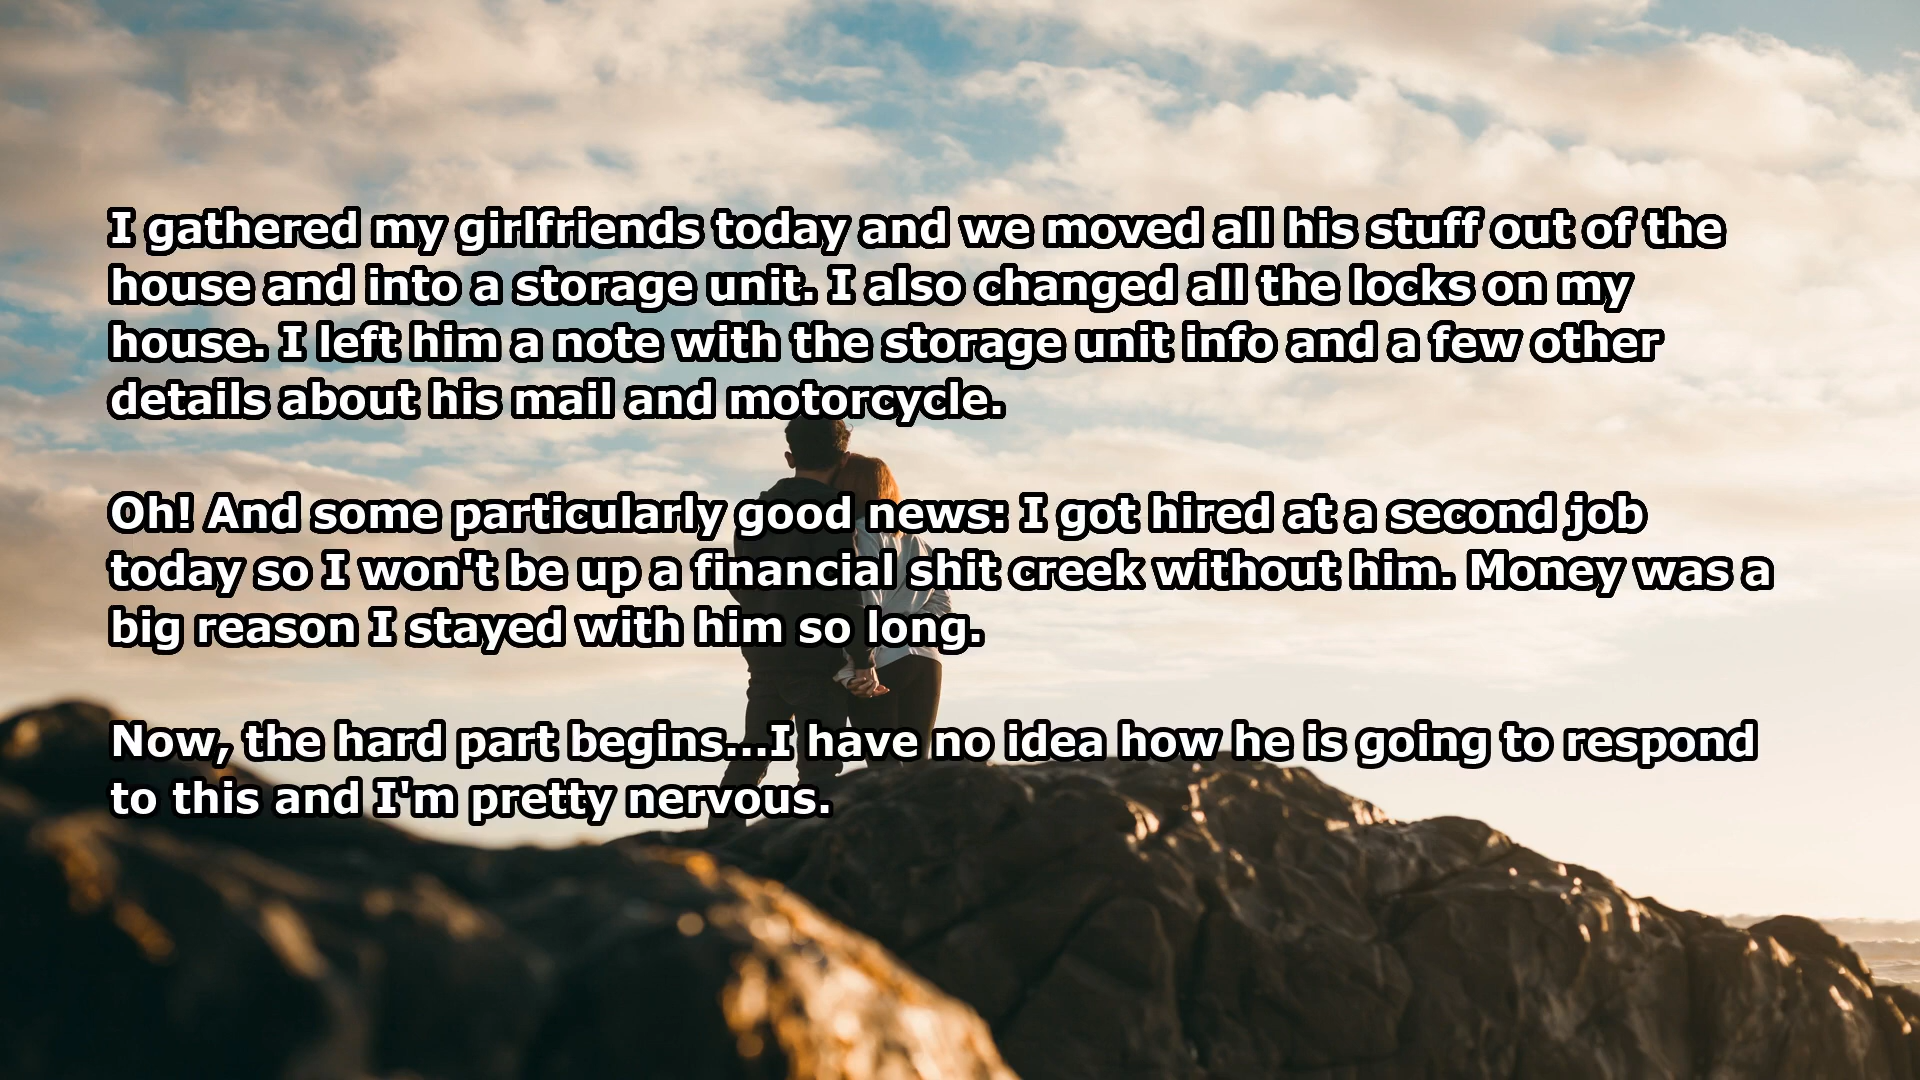 I gathered my girlfriends today and we moved all his stuff out of the
house and into a storage unit. I also changed all the locks on my
house. I left him a note with the storage unit info and a few other
details about his mail and motorcycle.
Oh! And some particularly good news: I got hired at a second job
today so I won't be up a financial shit creek without him. Money was a
big reason I stayed with him so long.
Now, the hard part begins...I have no idea how he is going to respond
to this and I'm pretty nervous.